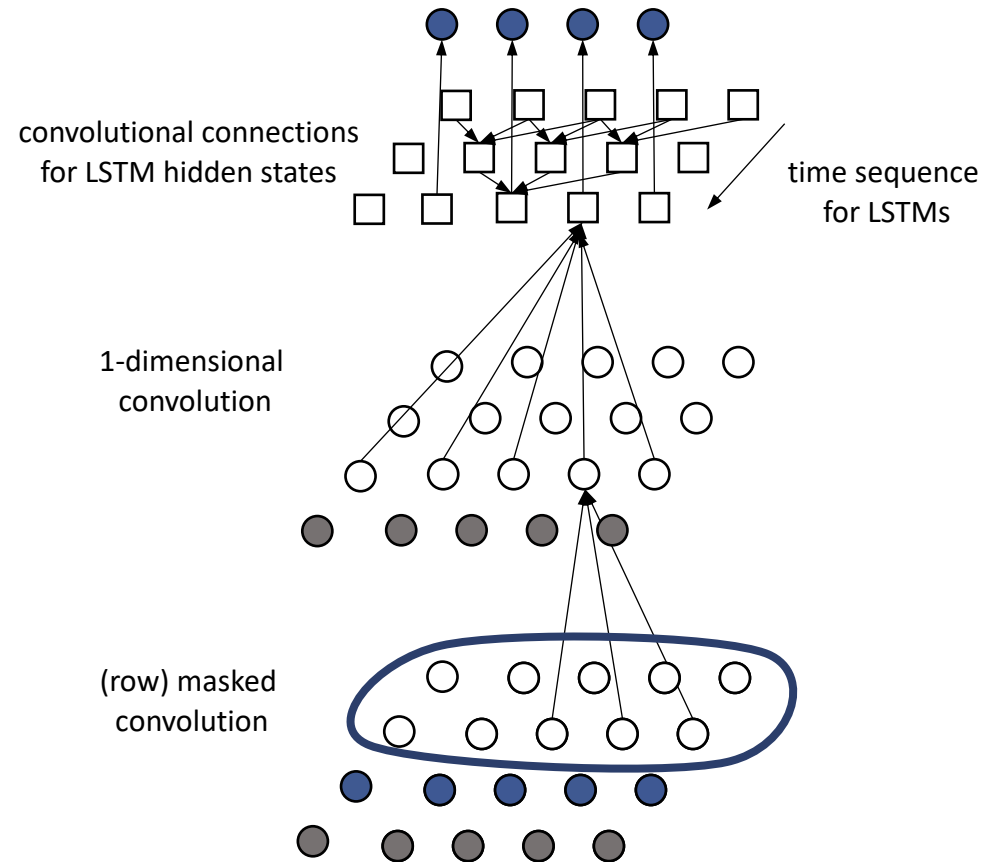 convolutional connections
for LSTM hidden states
time sequence
for LSTMs
1-dimensional
convolution
(row) masked
convolution